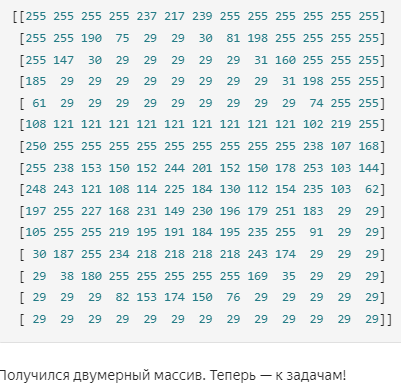 [[255 255 255 255 237 217 239 255 255 255 255 255 255]
[255 255 190 75 29 29 30 81 198 255 255 255 255]
[255 147 30 29 29 29 29 29 31 160 255 255 255]
[185 29 29 29 29 29 29 29 29 31 198 255 255]
[ 61 29 29 29 29 29 29 29 29 29 74 255 255]
[108 121 121 121 121 121 121 121 121 121 102 219 255]
[250 255 255 255 255 255 255 255 255 255 238 107 168]
[255 238 153 150 152 244 201 152 150 178 253 103 144]
[248 243 121 108 114 225 184 130 112 154 235 103 62]
[197 255 227 168 231 149 230 196 179 251 183 29 29]
[105 255 255 219 195 191 184 195 235 255 91 29 29]
[ 30 187 255 234 218 218 218 218 243 174 29 29 29]
[ 29 38 180 255 255 255 255 255 169 35 29 29 29]
[ 29 29 29 82 153 174 150 76 29 29 29 29 29]
[ 29 29 29 29 29 29 29 29 29 29 29 29 29]]
Получился двумерный массив. Теперь — к задачам!